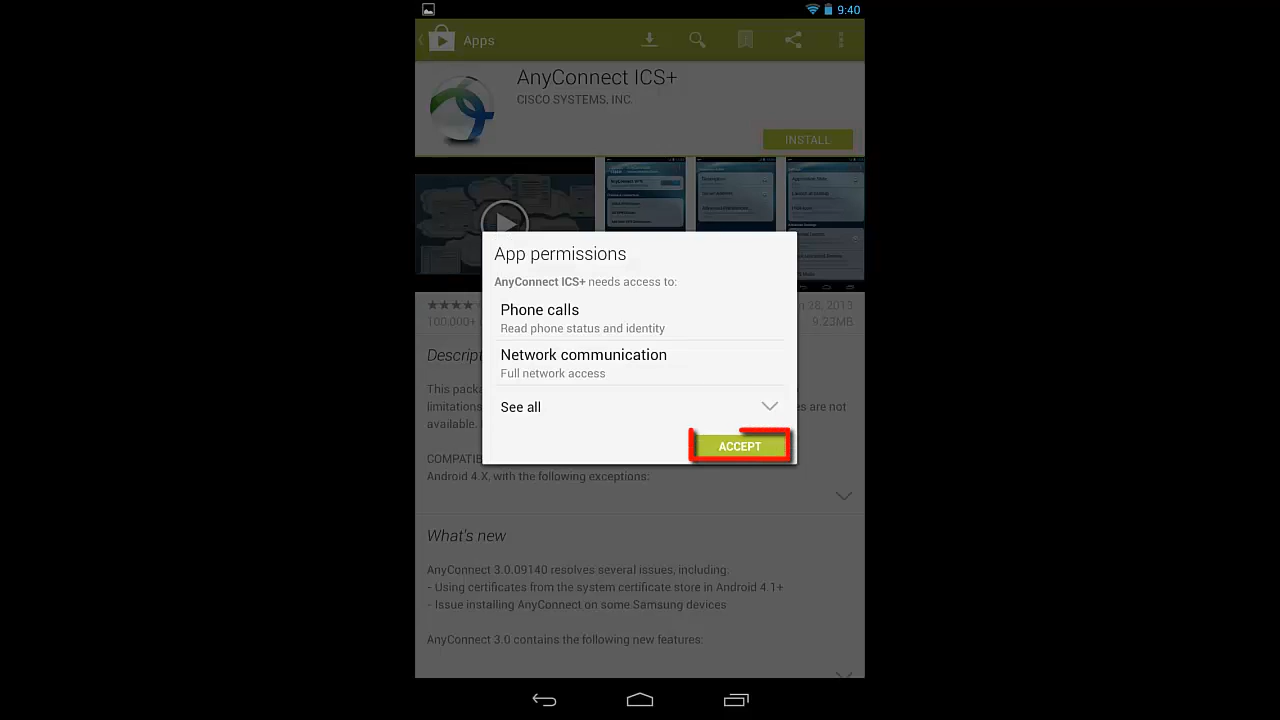 9:40
Apps
AnyConnect ICS+
CISCO SYSTEMS, INC.
INSTALL
App permissions
AnyConnect ICS+ needs access to:
Phone calls
Read phone status and identity
Network communication
Full network access
See all
ACCEPT
28, 2013
100,000+
9.23MB
Descript
This packa
limitations
es are not
available.
COMPATIB
Android 4.X, with the following exceptions:
What's new
AnyConnect 3.0.09140 resolves several issues, including:
- Using certificates from the system certificate store in Android 4.1+
- Issue installing AnyConnect on some Samsung devices
AnyConnect 3.0 contains the following new features: